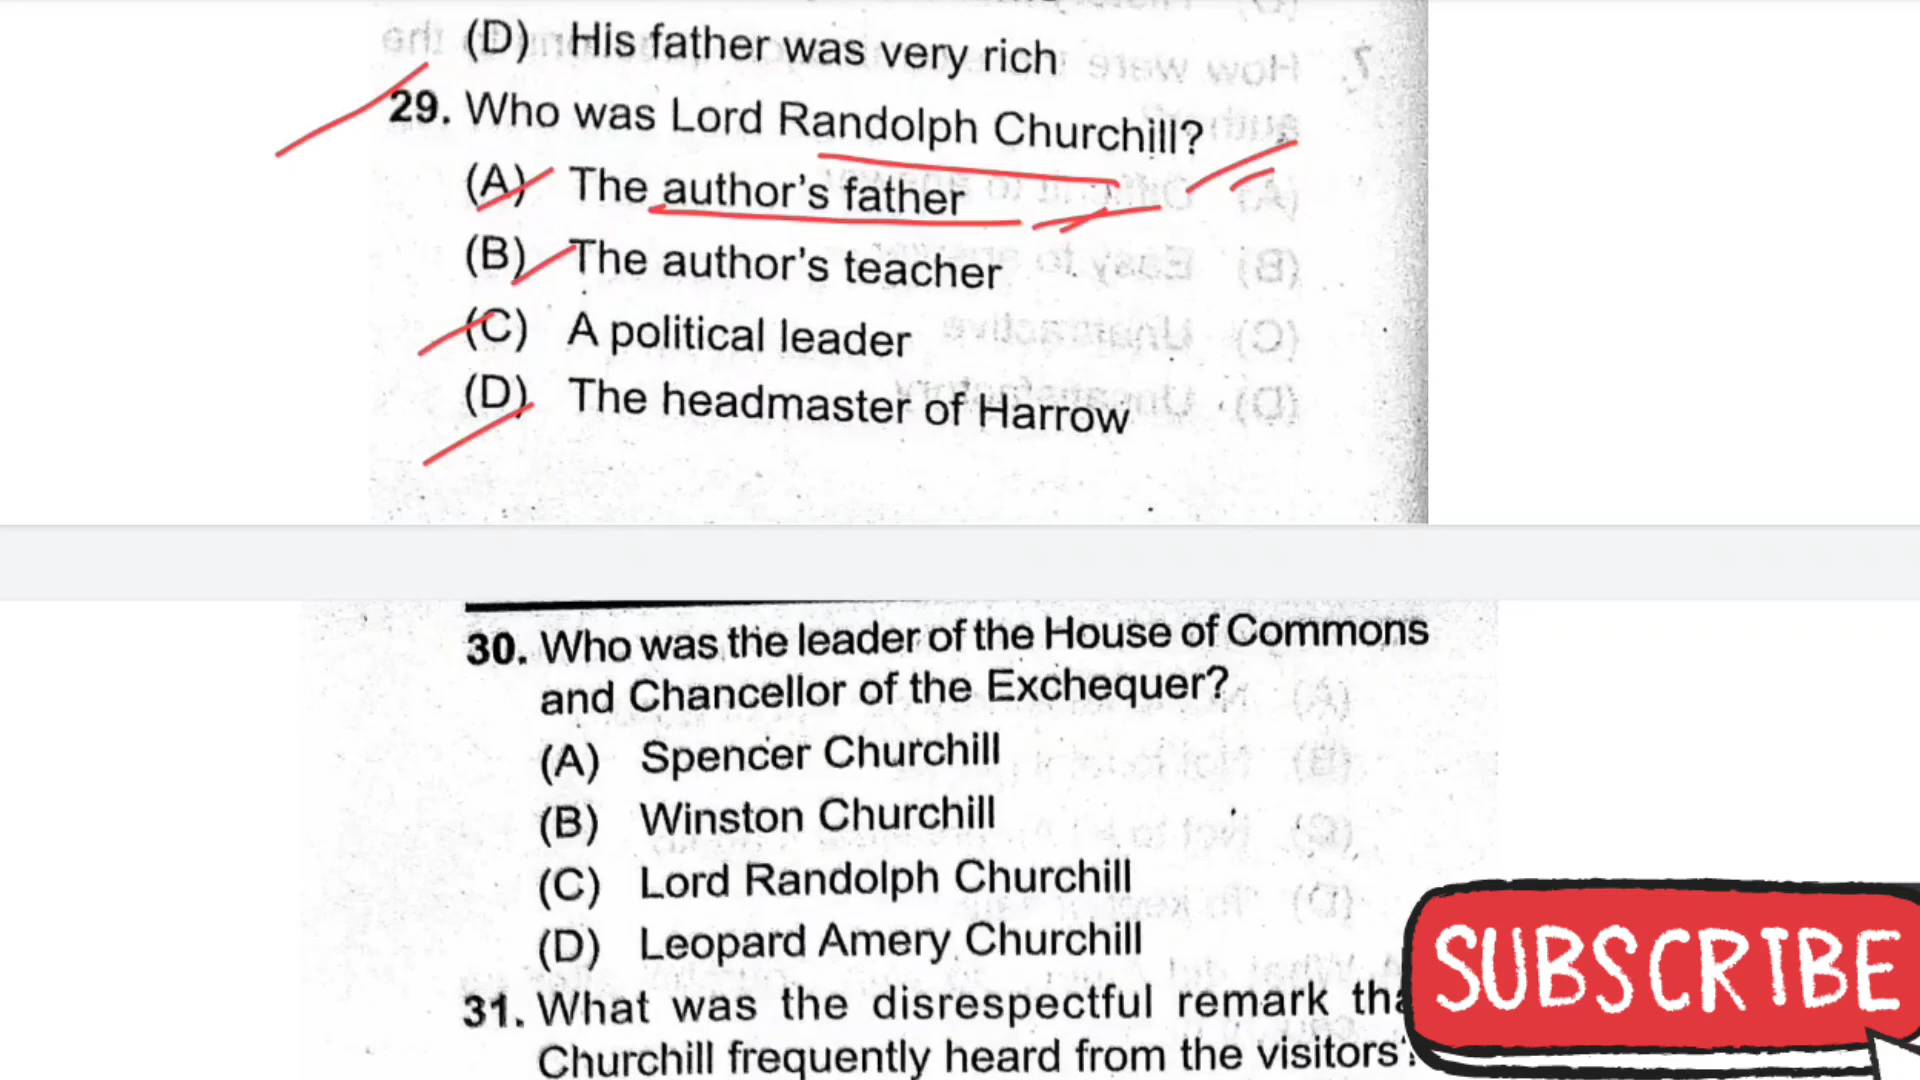 (D) His father was very rich
29. Who was Lord Randolph Churchill?
(A) The author's father
(B) The author's teacher
(C) A political leader
(D) The headmaster of Harrow
30. Who was the leader of the House of Commons
and Chancellor of the Exchequer?
(A) Spencer Churchill
(B) Winston Churchill
(C) Lord Randolph Churchill
(D) Leopard Amery Churchill
31. What was the disrespectful remark
Churchill frequently heard from the visitors?
SUBSCRIBE